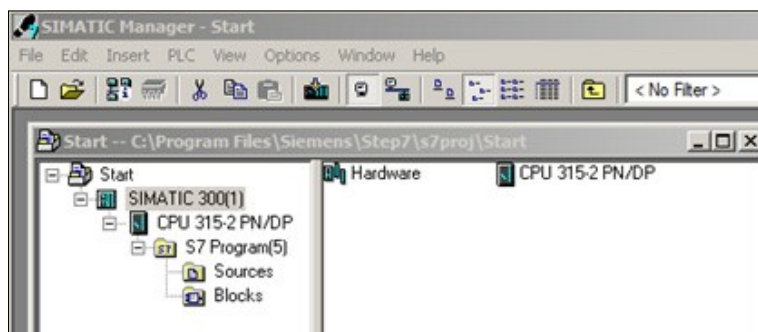 SIMATIC Manager - Start
File Edit Insert PLC View Options Window Help
< No Filter >
Start -- C:\Program Files\Siemens\Step7\s7proj\Start
Start
SIMATIC 300(1)
CPU 315-2 PN/DP
S7 Program(5)
Sources
Blocks
Hardware
CPU 315-2 PN/DP